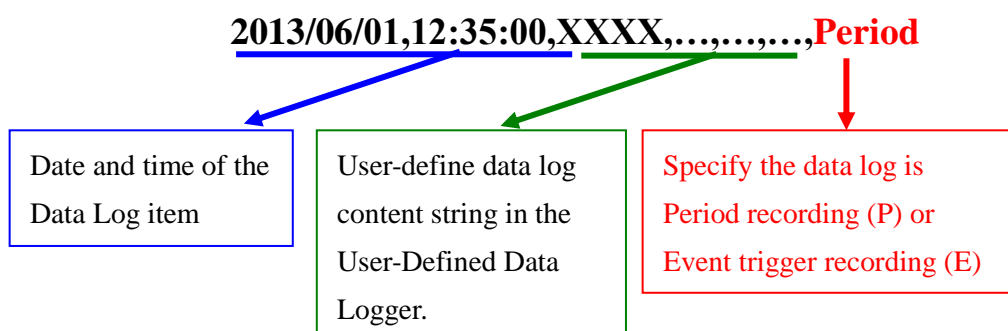 2013/06/01,12:35:00,XXXX,…,…,…,Period
Date and time of the
Data Log item
User-define data log
content string in the
User-Defined Data
Logger.
Specify the data log is
Period recording (P) or
Event trigger recording (E)